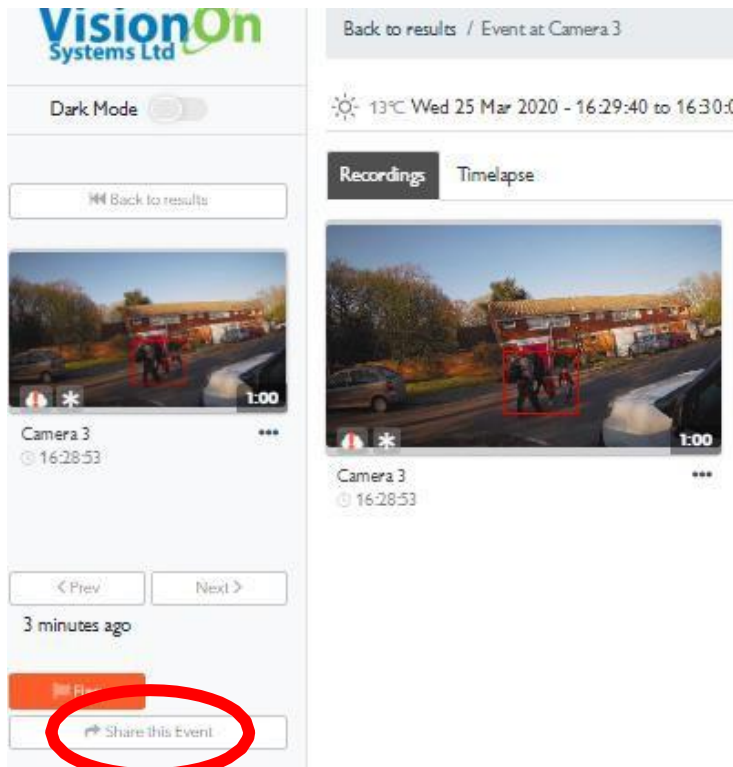 VisionOn
Systems Ltd
Dark Mode
Back to results
1:00
Camera 3
16:28:53
< Prev
Next >
3 minutes ago
Share this Event
Back to results / Event at Camera 3
13°C Wed 25 Mar 2020 - 16:29:40 to 16:30:0
Recordings
Timelapse
1:00
Camera 3
16:28:53